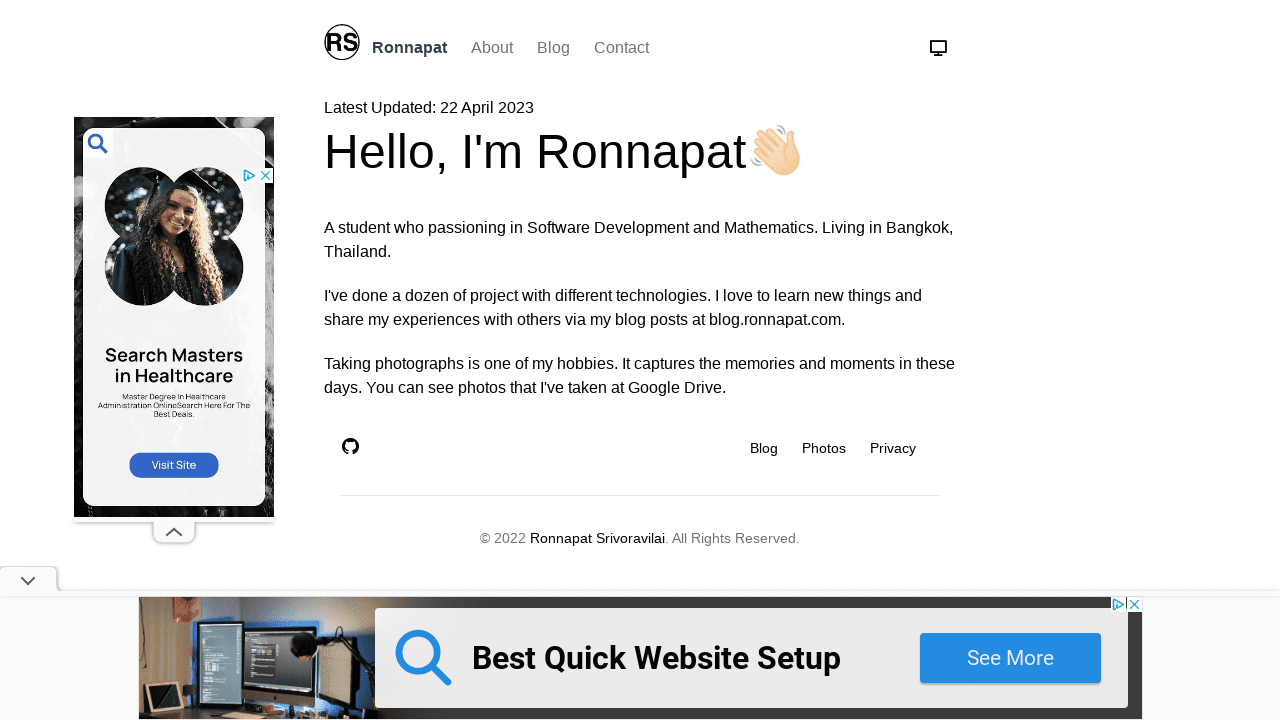 RS
Ronnapat About Blog Contact
Latest Updated: 22 April 2023
Hello, I'm Ronnapat👋🏻
A student who passioning in Software Development and Mathematics. Living in Bangkok,
Thailand.
I've done a dozen of project with different technologies. I love to learn new things and
share my experiences with others via my blog posts at blog.ronnapat.com.
Taking photographs is one of my hobbies. It captures the memories and moments in these
days. You can see photos that I've taken at Google Drive.
Blog Photos Privacy
© 2022 Ronnapat Srivoravilai. All Rights Reserved.
Search Masters
in Healthcare
Master Degree In Healthcare
Administration OnlineSearch Here For The
Best Deals.
Visit Site
Best Quick Website Setup
See More